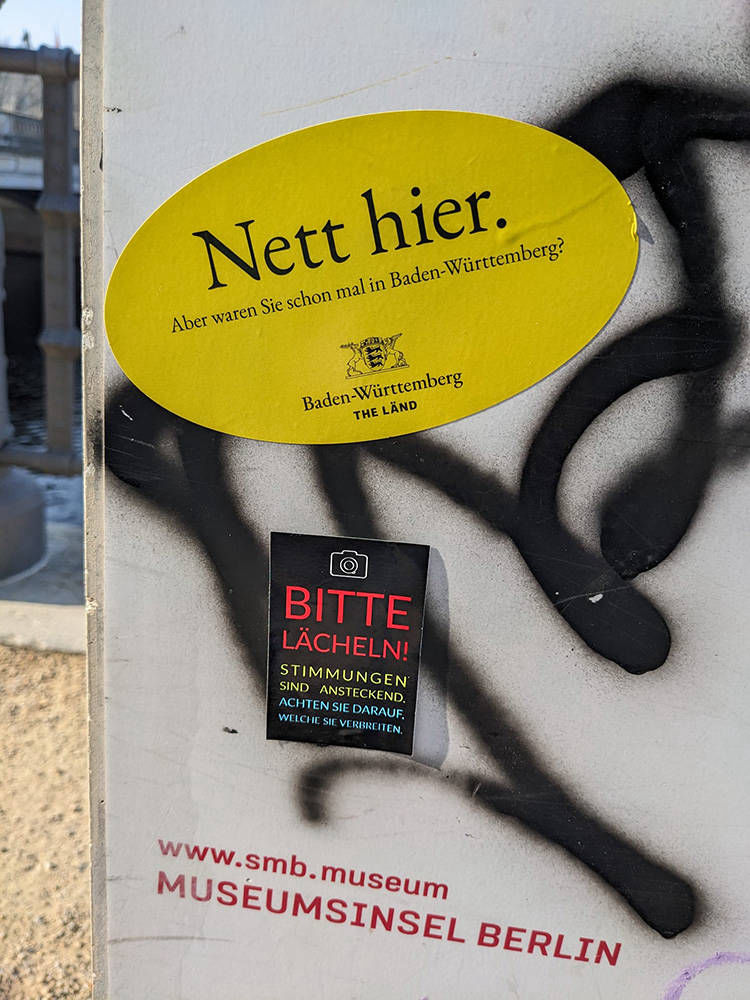 Nett hier.
Aber waren Sie schon mal in Baden-Württemberg?
Baden-Württemberg
THE LÄND
BITTE
LÄCHELN!
STIMMUNGEN
SIND ANSTECKEND.
ACHTEN SIE DARAUF,
WELCHE SIE VERBREITEN.
www.smb.museum
MUSEUMSINSEL BERLIN